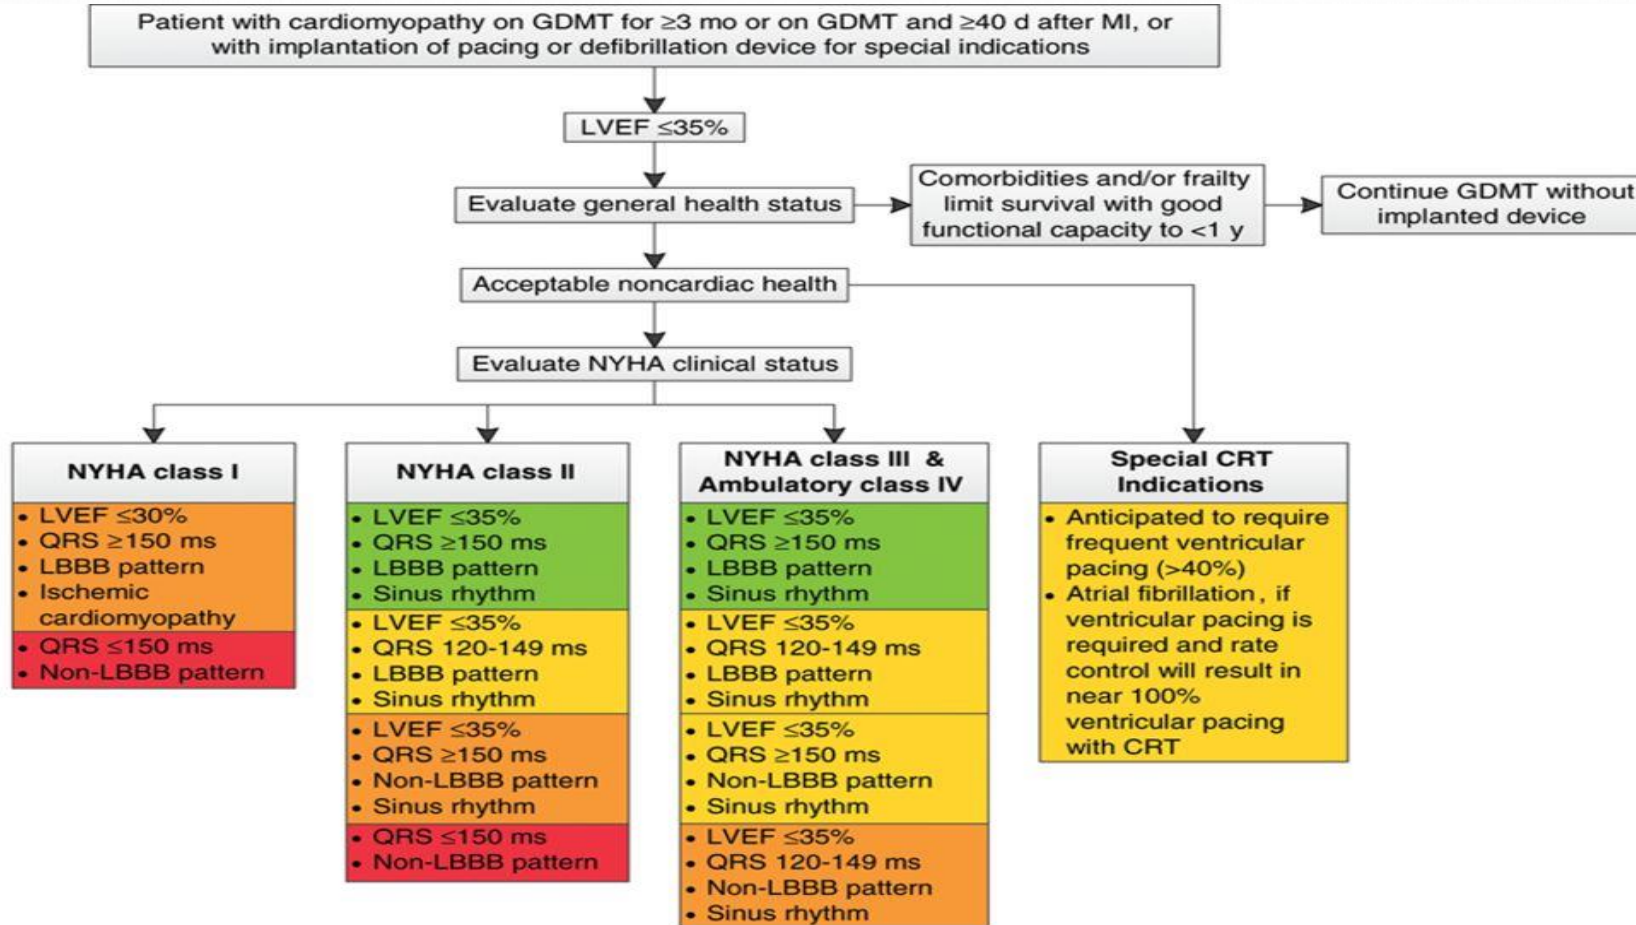 Patient with cardiomyopathy on GDMT for ≥3 mo or on GDMT and ≥40 d after MI, or
with implantation of pacing or defibrillation device for special indications
LVEF ≤35%
Evaluate general health status
Comorbidities and/or frailty
limit survival with good
functional capacity to <1 y
Continue GDMT without
implanted device
Acceptable noncardiac health
Evaluate NYHA clinical status
NYHA class I
• LVEF ≤30%
• QRS ≥150 ms
• LBBB pattern
• Ischemic
cardiomyopathy
• QRS ≤150 ms
• Non-LBBB pattern
NYHA class II
• LVEF ≤35%
• QRS ≥150 ms
• LBBB pattern
• Sinus rhythm
• LVEF ≤35%
• QRS 120-149 ms
• LBBB pattern
• Sinus rhythm
• LVEF ≤35%
• QRS ≥150 ms
• Non-LBBB pattern
• Sinus rhythm
• QRS ≤150 ms
• Non-LBBB pattern
NYHA class III &
Ambulatory class IV
• LVEF ≤35%
• QRS ≥150 ms
• LBBB pattern
• Sinus rhythm
• LVEF ≤35%
• QRS 120-149 ms
• LBBB pattern
• Sinus rhythm
• LVEF ≤35%
• QRS ≥150 ms
• Non-LBBB pattern
• Sinus rhythm
• LVEF ≤35%
• QRS 120-149 ms
• Non-LBBB pattern
• Sinus rhythm
Special CRT
Indications
• Anticipated to require
frequent ventricular
pacing (>40%)
• Atrial fibrillation, if
ventricular pacing is
required and rate
control will result in
near 100%
ventricular pacing
with CRT